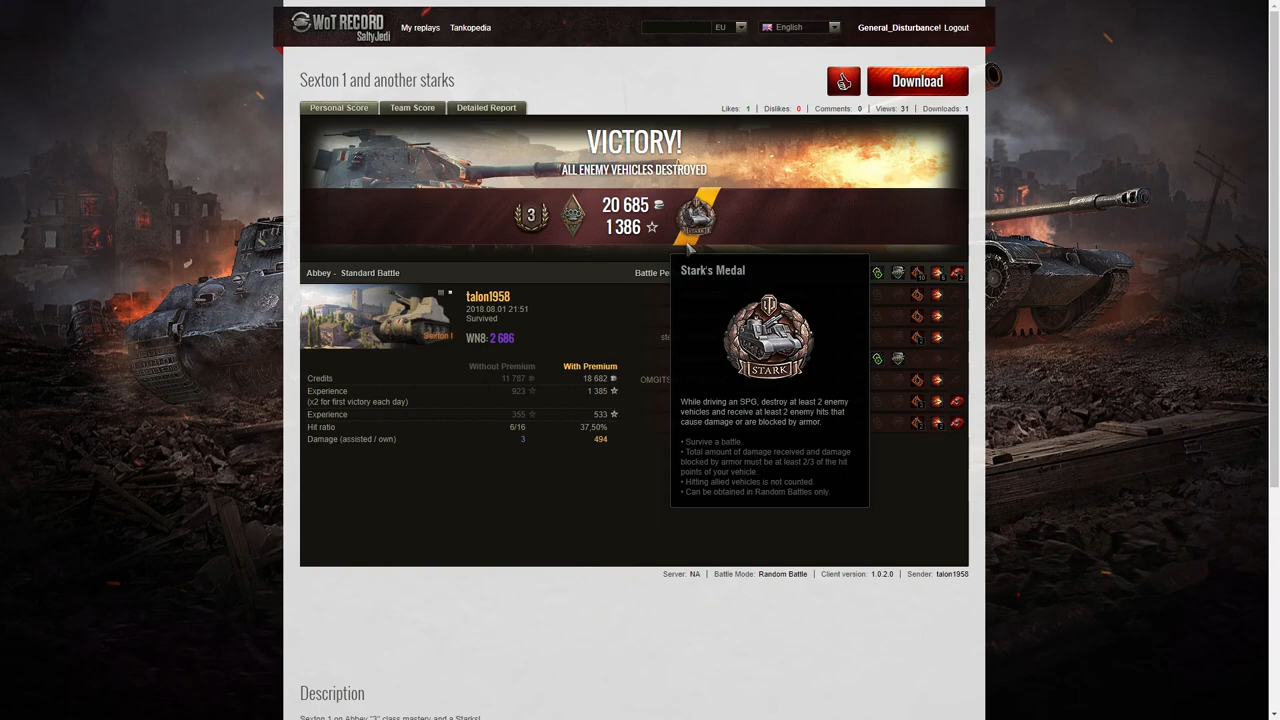 WoT RECORD
SaltyJedi
My replays
Tankopedia
EU
English
General_Disturbance! Logout
Sexton 1 and another starks
Download
Personal Score
Team Score
Detailed Report
Likes: 1 | Dislikes: 0 | Comments: 0 | Views: 31 | Downloads: 1
VICTORY!
ALL ENEMY VEHICLES DESTROYED
3
20 685
1 386
STARK
Abbey - Standard Battle
Battle Pe
Stark's Medal
talon1958
2018.08.01 21:51
Survived
Sexton I
WN8: 2 686
ste
OMGITS
Without Premium
With Premium
Credits 11 787 18 682
Experience 923 1 385
(x2 for first victory each day)
Experience 355 533
Hit ratio 6/16 37,50%
Damage (assisted / own) 3 494
STARK
While driving an SPG, destroy at least 2 enemy
vehicles and receive at least 2 enemy hits that
cause damage or are blocked by armor.
• Survive a battle.
• Total amount of damage received and damage
blocked by armor must be at least 2/3 of the hit
points of your vehicle.
• Hitting allied vehicles is not counted.
• Can be obtained in Random Battles only.
Server: NA | Battle Mode: Random Battle | Client version: 1.0.2.0 | Sender: talon1958
Description
Sexton 1 on Abbey "3" class mastery and a Starks!